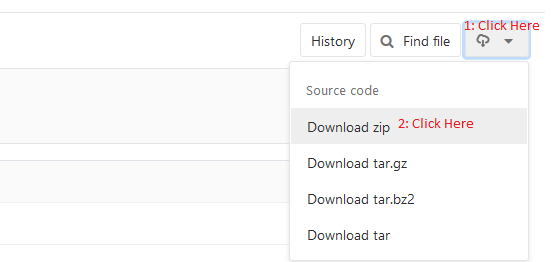 1: Click Here
History
Find file
Source code
Download zip
2: Click Here
Download tar.gz
Download tar.bz2
Download tar